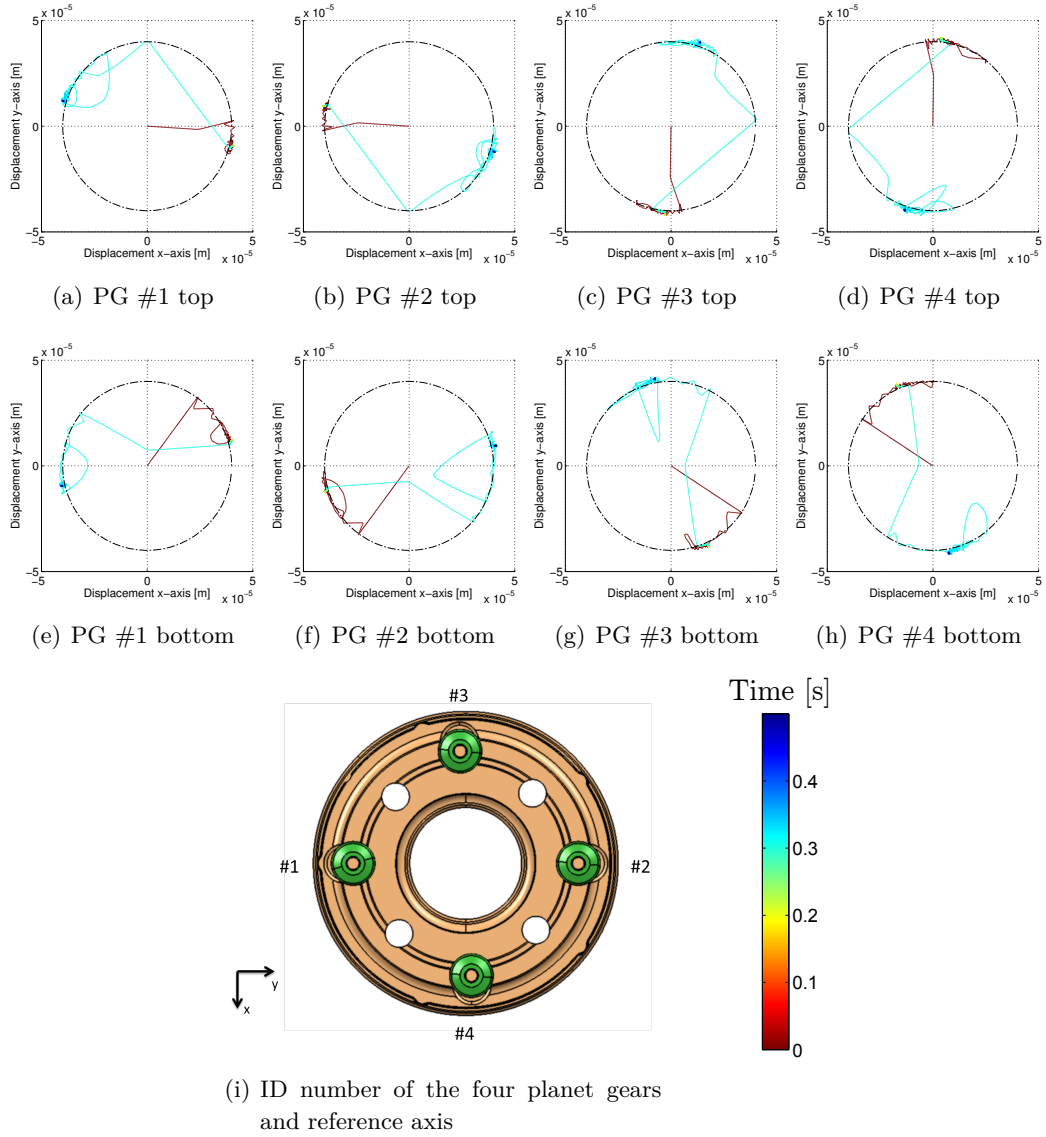 x 10⁻⁵ x 10⁻⁵ x 10⁻⁵ x 10⁻⁵
5 5 5 5
Displacement y−axis [m] Displacement y−axis [m] Displacement y−axis [m] Displacement y−axis [m]
0 0 0 0
−5 −5 −5 −5
−5 0 5 −5 0 5 −5 0 5 −5 0 5
Displacement x−axis [m] Displacement x−axis [m] Displacement x−axis [m] Displacement x−axis [m]
x 10⁻⁵ x 10⁻⁵ x 10⁻⁵ x 10⁻⁵
(a) PG #1 top (b) PG #2 top (c) PG #3 top (d) PG #4 top
x 10⁻⁵ x 10⁻⁵ x 10⁻⁵ x 10⁻⁵
5 5 5 5
Displacement y−axis [m] Displacement y−axis [m] Displacement y−axis [m] Displacement y−axis [m]
0 0 0 0
−5 −5 −5 −5
−5 0 5 −5 0 5 −5 0 5 −5 0 5
Displacement x−axis [m] Displacement x−axis [m] Displacement x−axis [m] Displacement x−axis [m]
x 10⁻⁵ x 10⁻⁵ x 10⁻⁵ x 10⁻⁵
(e) PG #1 bottom (f) PG #2 bottom (g) PG #3 bottom (h) PG #4 bottom
#3
#1
#2
y
x
#4
Time [s]
0.4
0.3
0.2
0.1
0
(i) ID number of the four planet gears
and reference axis